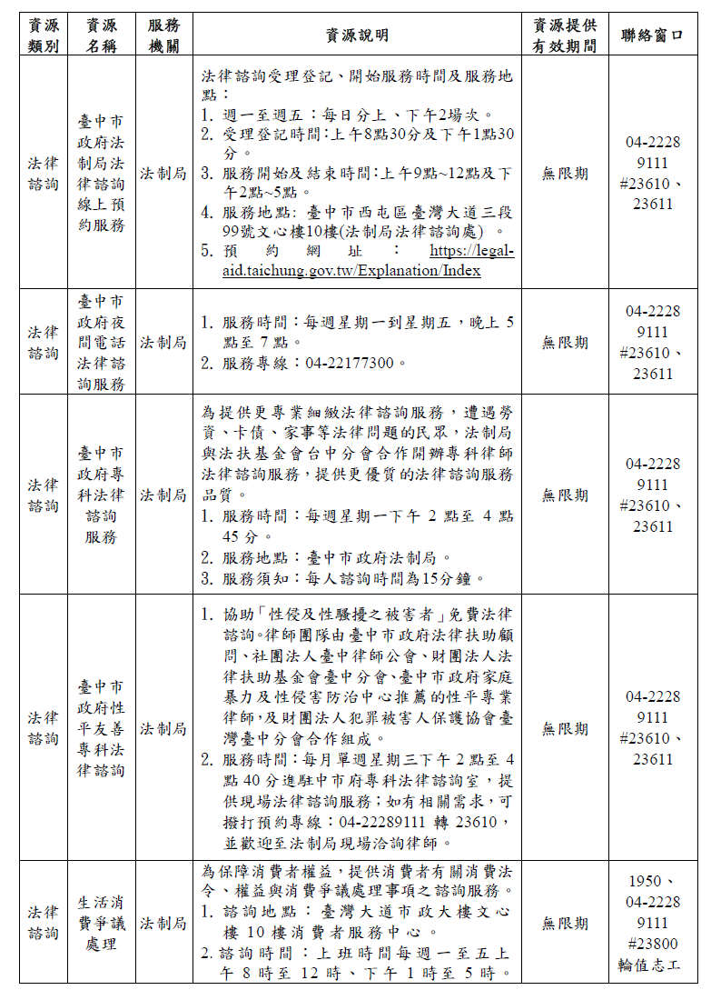 資源類別
資源名稱
服務機關
資源說明
資源提供有效期間
聯絡窗口
法律諮詢
臺中市政府法制局法律諮詢線上預約服務
法制局
法律諮詢受理登記、開始服務時間及服務地
點：
1. 週一至週五：每日分上、下午2場次。
2. 受理登記時間:上午8點30分及下午1點30
分。
3. 服務開始及結束時間:上午9點~12點及下
午2點~5點。
4. 服務地點: 臺中市西屯區臺灣大道三段
99號文心樓10樓(法制局法律諮詢處) 。
5. 預約網址：https://legal-
aid.taichung.gov.tw/Explanation/Index
無限期
04-2228
9111
#23610、
23611
法律諮詢
臺中市政府夜間電話法律諮詢服務
法制局
1. 服務時間：每週星期一到星期五，晚上 5
點至 7 點。
2. 服務專線：04-22177300。
無限期
04-2228
9111
#23610、
23611
法律諮詢
臺中市政府專科法律諮詢服務
法制局
為提供更專業細緻法律諮詢服務，遭遇勞
資、卡債、家事等法律問題的民眾，法制局
與法扶基金會台中分會合作開辦專科律師
法律諮詢服務，提供更優質的法律諮詢服務
品質。
1. 服務時間：每週星期一下午 2 點至 4 點
45 分。
2. 服務地點：臺中市政府法制局。
3. 服務須知：每人諮詢時間為15分鐘。
無限期
04-2228
9111
#23610、
23611
法律諮詢
臺中市政府性平友善專科法律諮詢
法制局
1. 協助「性侵及性騷擾之被害者」免費法律
諮詢。律師團隊由臺中市政府法律扶助顧
問、社團法人臺中律師公會、財團法人法
律扶助基金會臺中分會、臺中市政府家庭
暴力及性侵害防治中心推薦的性平專業
律師，及財團法人犯罪被害人保護協會臺
灣臺中分會合作組成。
2. 服務時間：每月單週星期三下午 2 點至 4
點 40 分進駐中市府專科法律諮詢室，提
供現場法律諮詢服務；如有相關需求，可
撥打預約專線：04-22289111 轉 23610，
並歡迎至法制局現場洽詢律師。
無限期
04-2228
9111
#23610、
23611
法律諮詢
生活消費爭議處理
法制局
為保障消費者權益，提供消費者有關消費法
令、權益與消費爭議處理事項之諮詢服務。
1. 諮詢地點：臺灣大道市政大樓文心
樓 10 樓消費者服務中心。
2. 諮詢時間：上班時間每週一至五上
午 8 時至 12 時、下午 1 時至 5 時。
無限期
1950、
04-2228
9111
#23800
輪值志工